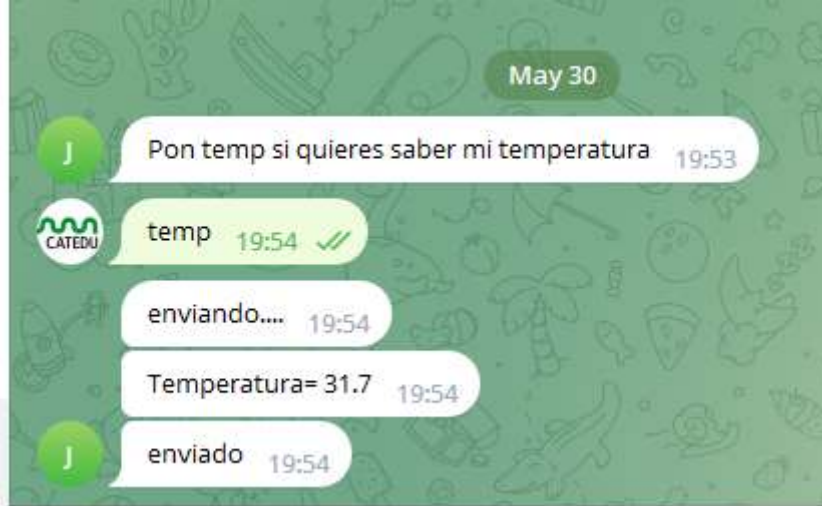 May 30
J
Pon temp si quieres saber mi temperatura 19:53
CATEDU
temp 19:54
enviando.... 19:54
Temperatura= 31.7 19:54
J
enviado 19:54